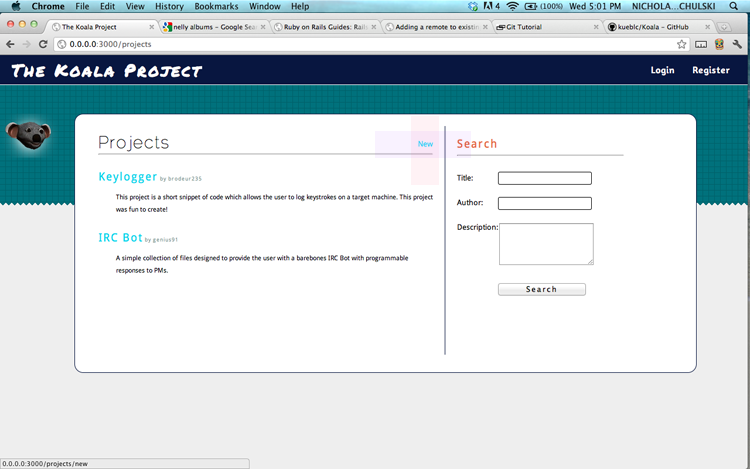 Chrome File Edit View History Bookmarks Window Help 4 (100%) Wed 5:01 PM NICHOLA...CHULSKI
The Koala Project
nelly albums - Google Sea
Ruby on Rails Guides: Rails
Adding a remote to existin
Git Tutorial
kueblc/Koala - GitHub
0.0.0.0:3000/projects
The Koala Project
Login Register
Projects
New
Keylogger by brodeur235
This project is a short snippet of code which allows the user to log keystrokes on a target machine. This project
was fun to create!
IRC Bot by genius91
A simple collection of files designed to provide the user with a barebones IRC Bot with programmable
responses to PMs.
Search
Title:
Author:
Description:
Search
0.0.0.0:3000/projects/new